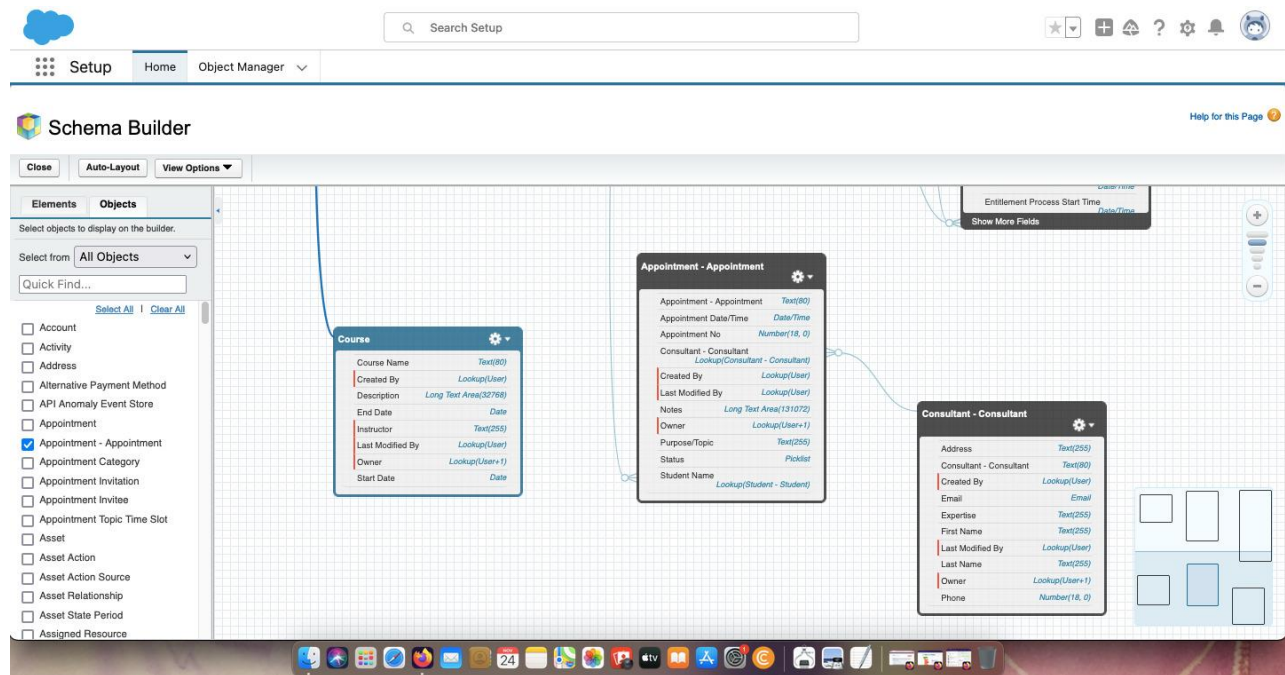 Search Setup
Setup
Home
Object Manager
Schema Builder
Help for this Page
Close
Auto-Layout
View Options
Elements
Objects
Select objects to display on the builder.
Select from All Objects
Quick Find...
Select All | Clear All
Account
Activity
Address
Alternative Payment Method
API Anomaly Event Store
Appointment
Appointment - Appointment
Appointment Category
Appointment Invitation
Appointment Invitee
Appointment Topic Time Slot
Asset
Asset Action
Asset Action Source
Asset Relationship
Asset State Period
Assigned Resource
Course
Course Name Text(80)
Created By Lookup(User)
Description Long Text Area(32768)
End Date Date
Instructor Text(255)
Last Modified By Lookup(User)
Owner Lookup(User+1)
Start Date Date
Appointment - Appointment
Appointment - Appointment Text(80)
Appointment Date/Time Date/Time
Appointment No Number(18, 0)
Consultant - Consultant
Lookup(Consultant - Consultant)
Created By Lookup(User)
Last Modified By Lookup(User)
Notes Long Text Area(131072)
Owner Lookup(User+1)
Purpose/Topic Text(255)
Status Picklist
Student Name
Lookup(Student - Student)
Date/Time
Entitlement Process Start Time
Date/Time
Show More Fields
Consultant - Consultant
Address Text(255)
Consultant - Consultant Text(80)
Created By Lookup(User)
Email Email
Expertise Text(255)
First Name Text(255)
Last Modified By Lookup(User)
Last Name Text(255)
Owner Lookup(User+1)
Phone Number(18, 0)
NOV
24
tv